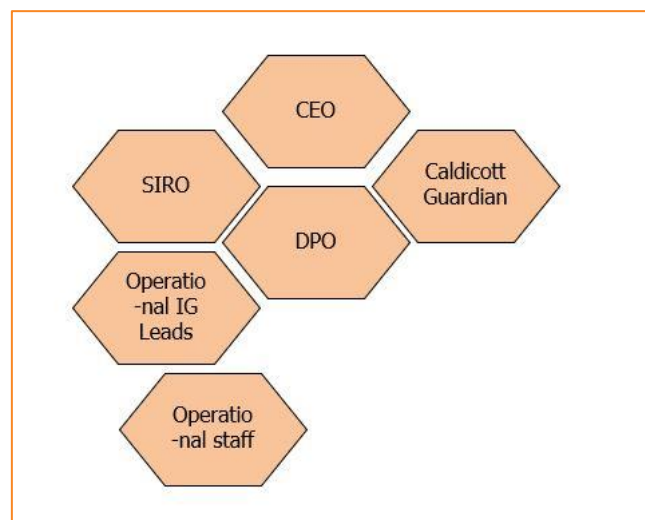 CEO
SIRO
Caldicott
Guardian
DPO
Operatio
-nal IG
Leads
Operatio
-nal staff